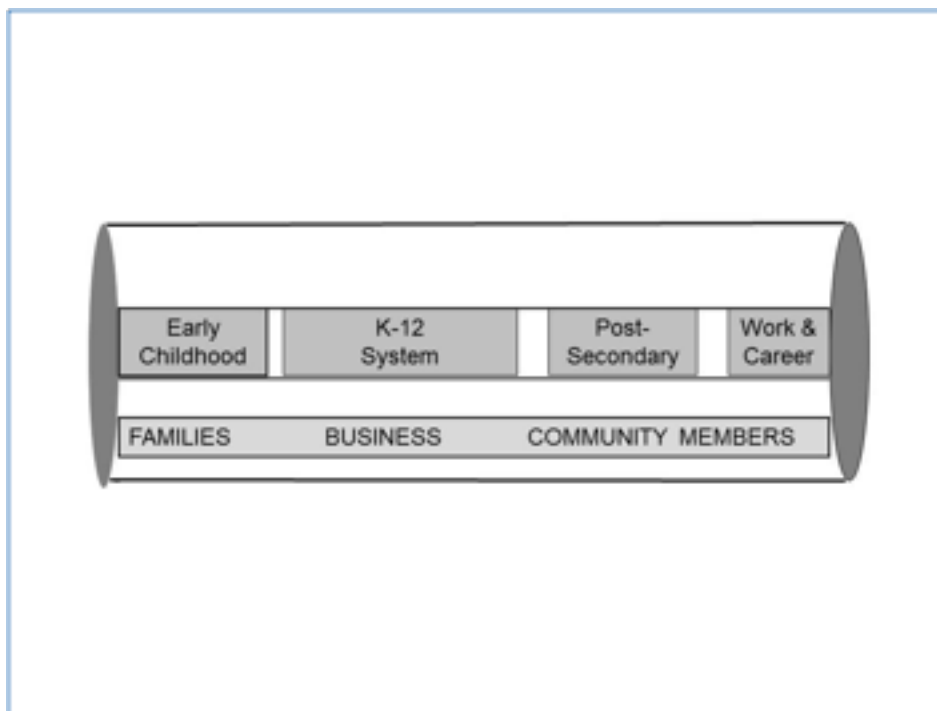 Early
Childhood
K-12
System
Post-
Secondary
Work &
Career
FAMILIES BUSINESS COMMUNITY MEMBERS